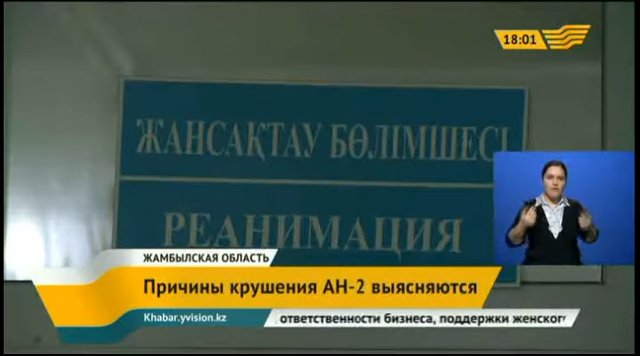 18:01
ЖАНСАҚТАУ БӨЛІМШЕСІ
РЕАНИМАЦИЯ
ЖАМБЫЛСКАЯ ОБЛАСТЬ
Причины крушения АН-2 выясняются
Khabar.yvision.kz
ответственности бизнеса, поддержки женског